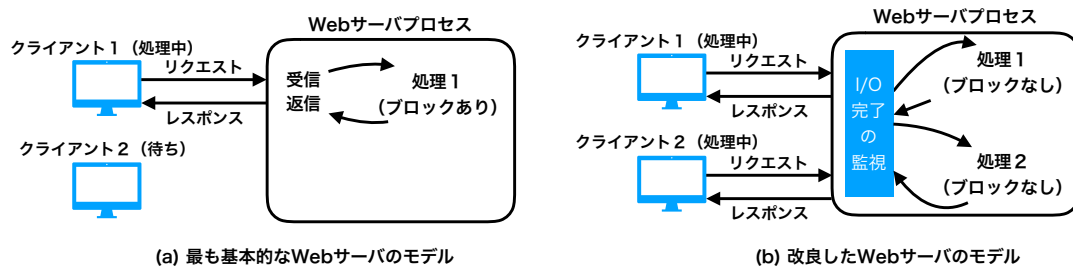 Webサーバプロセス
クライアント１（処理中）
リクエスト
レスポンス
受信
返信
処理１
（ブロックあり）
クライアント２（待ち）
(a) 最も基本的なWebサーバのモデル
Webサーバプロセス
クライアント１（処理中）
リクエスト
レスポンス
I/O
完了
の
監視
処理１
（ブロックなし）
クライアント２（処理中）
リクエスト
レスポンス
処理２
（ブロックなし）
(b) 改良したWebサーバのモデル